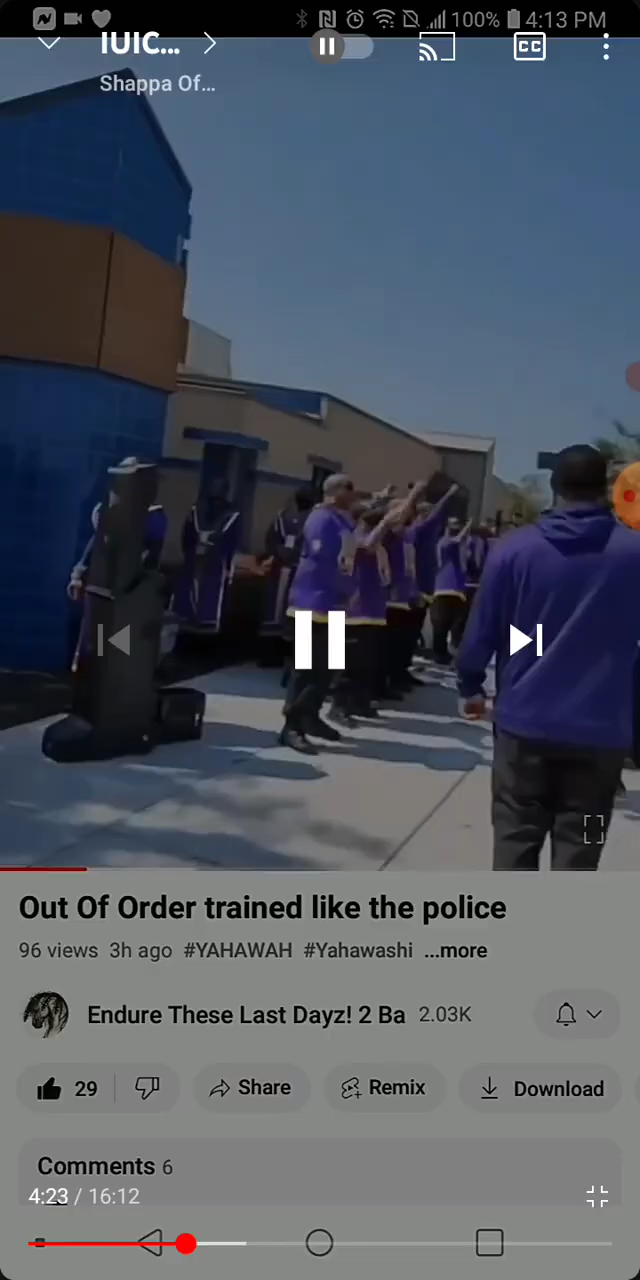 100% 4:13 PM
IUIC...
CC
Shappa Of...
Out Of Order trained like the police
96 views 3h ago #YAHAWAH #Yahawashi ...more
Endure These Last Dayz! 2 Ba 2.03K
29 Share Remix Download
Comments 6
4:23 / 16:12